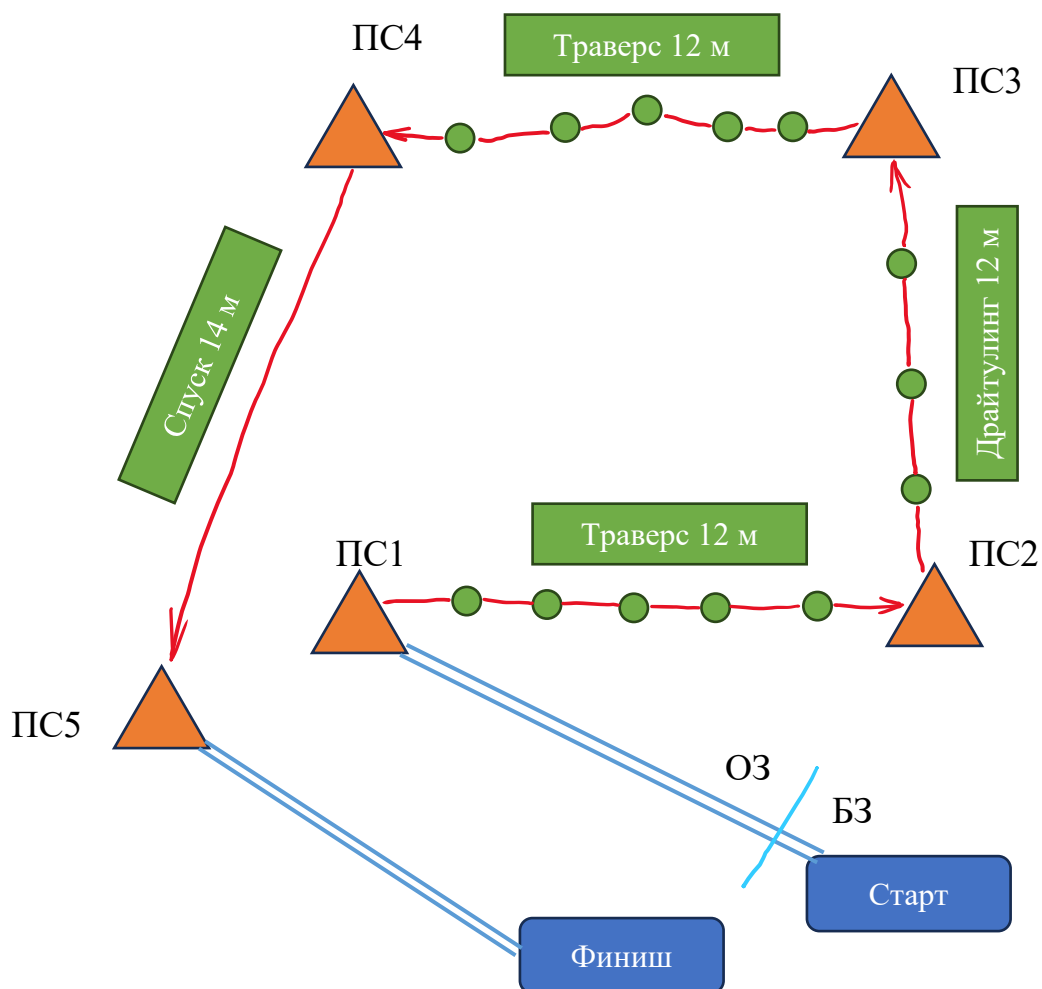 ПС4
Траверс 12 м
ПС3
Спуск 14 м
Драйтулинг 12 м
ПС1
Траверс 12 м
ПС2
ПС5
ОЗ
БЗ
Старт
Финиш